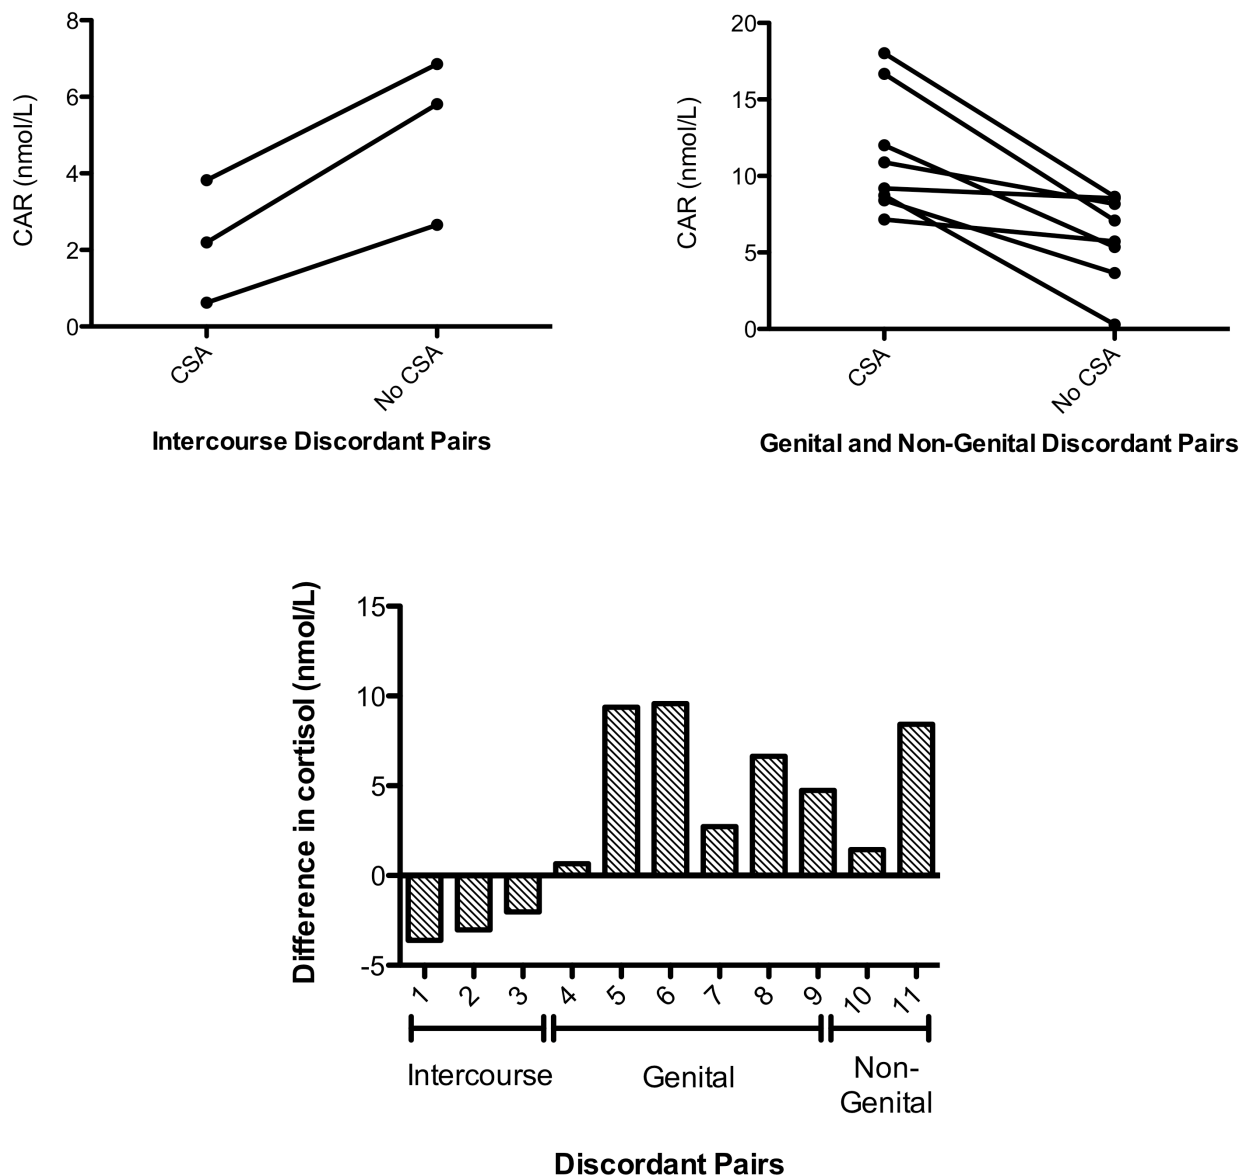 CAR (nmol/L)
8
6
4
2
0
CSA
No CSA
Intercourse Discordant Pairs
CAR (nmol/L)
20
15
10
5
0
CSA
No CSA
Genital and Non-Genital Discordant Pairs
Difference in cortisol (nmol/L)
15
10
5
0
-5
1 2 3 4 5 6 7 8 9 10 11
Intercourse
Genital
Non-
Genital
Discordant Pairs